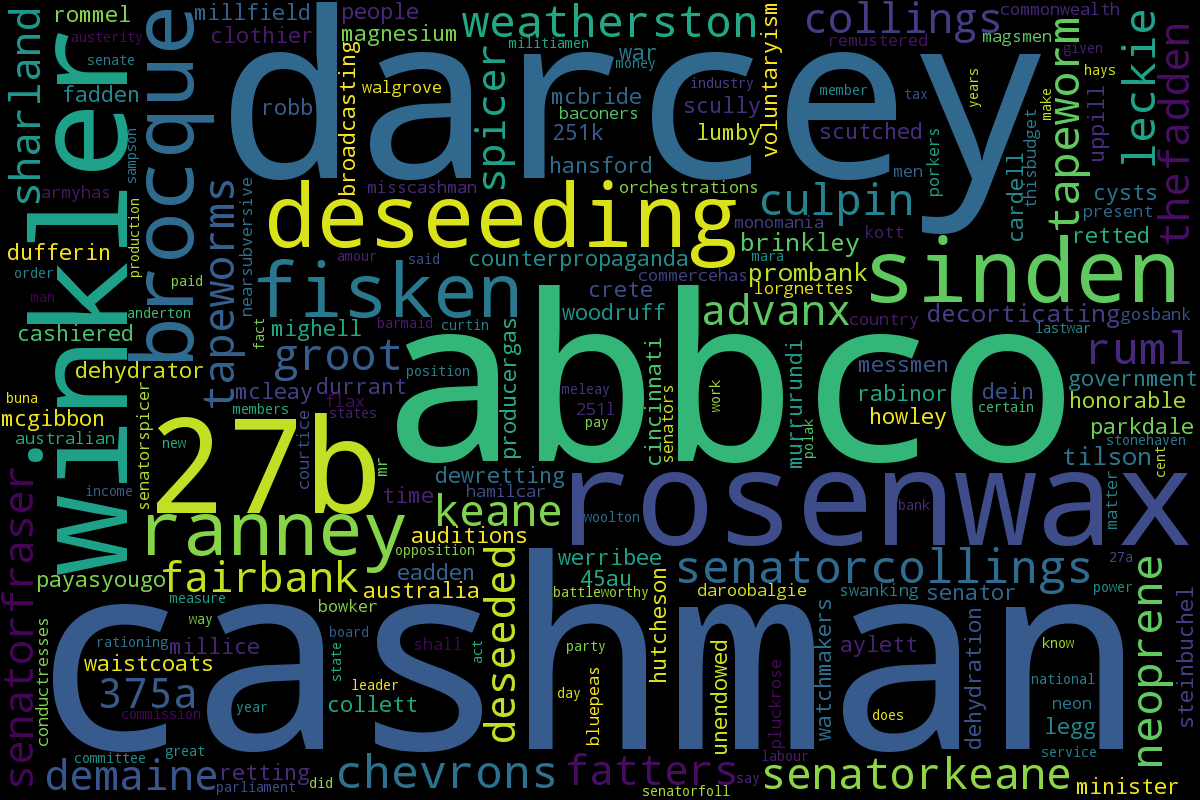 rommel
millfield
people
weatherston
collings
commonwealth
austerity
clothier
magnesium
militiamen
war
money
remustered
magsmen
given
senate
fadden
robb
walgrove
mcbride
baconers
251k
industry
scully
lumby
member
tax
scutched
hays
darcey
sharland
winkler
brocque
broadcasting
spicer
voluntaryism
years
make
uppill
tapeworm
leckie
thefadden
sampson
hansford
men
porkers
cardell
thisbudget
armyhas
misscashman
orchestrations
culpin
cysts
present
deseeding
monomania
kott
retted
dufferin
production
tapeworms
nearsubversive
amour
said
counterpropaganda
brinkley
mara
order
paid
fisken
commercehas
prombank
lorgnettes
sinden
man
anderton
crete
woodruff
advanx
country
decorticating
gosbank
cashiered
fact
mighell
barmaid
curtin
lastwar
groot
abbco
ruml
dehydrator
position
producergas
cincinnati
murrurundi
messmen
government
buna
mcleay
durrant
meleay
work
rabinor
dein
honorable
mcgibbon
members
flax
states
251l
pay
senators
howley
certain
parkdale
australian
new
27b
courtice
mr
polak
stonehaven
senatorspicer
dewretting
tilson
cent
income
time
hamilcar
rosenwax
matter
senatorfraser
ranney
keane
woolton
bank
auditions
opposition
werribee
27a
payasyougo
fairbank
eadden
45au
senatorcollings
australia
deseeded
battleworthy
hutcheson
daroobalgie
swanking
senator
power
neoprene
measure
bowker
way
cashman
conductresses
rationing
millice
state
board
shall
act
party
unendowed
pluckrose
watchmakers
aylett
dehydration
know
steinbuchel
waistcoats
leader
375a
commission
year
collett
day
bluepeas
does
national
neon
legg
committee
great
service
labour
demaine
retting
parliament
did
chevrons
fatters
say
senatorkeane
minister
senatorfoll